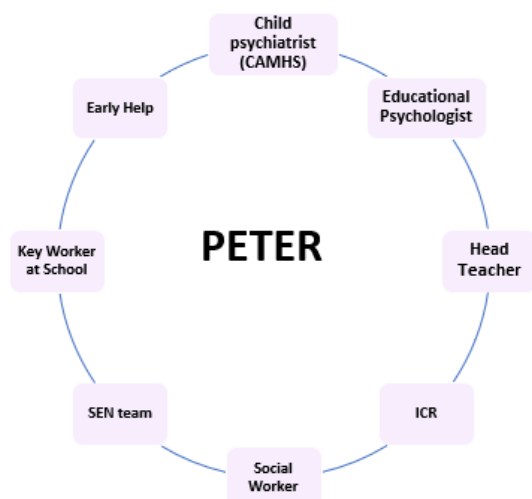 Child
psychiatrist
(CAMHS)
Educational
Psychologist
Head
Teacher
ICR
Social
Worker
SEN team
Key Worker
at School
Early Help
PETER